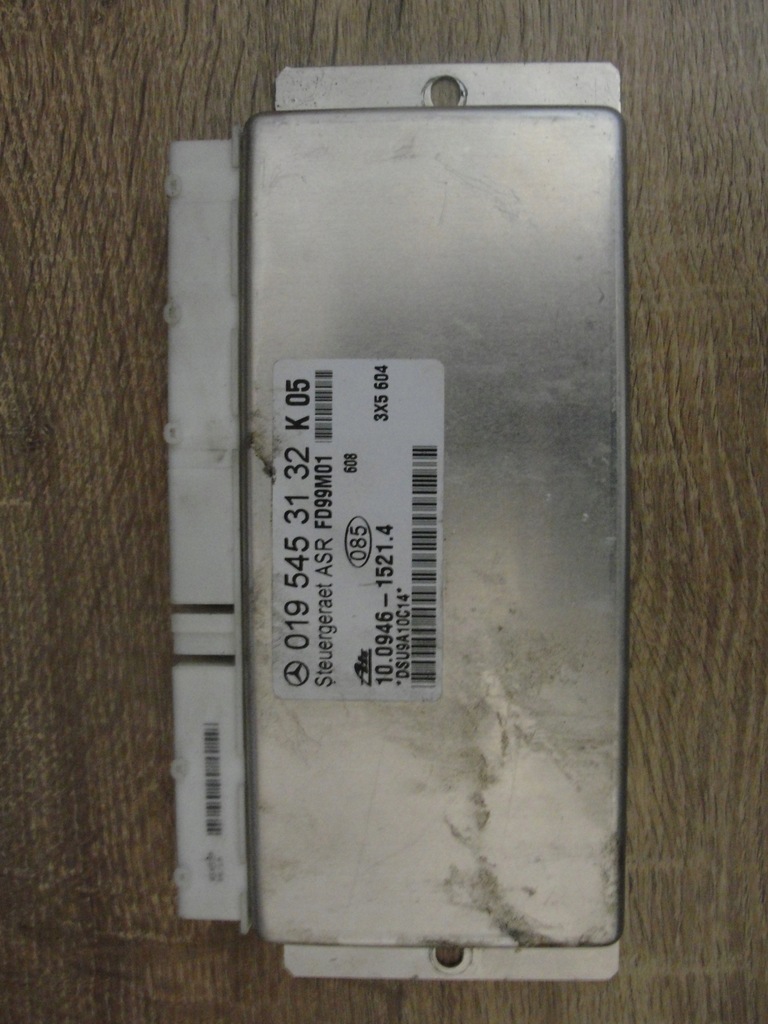 019 545 31 32 K 05
Steuergeraet ASR FD99M01
085 608
10.0946-1521.4 3X5 604
*DSU9A10C14*